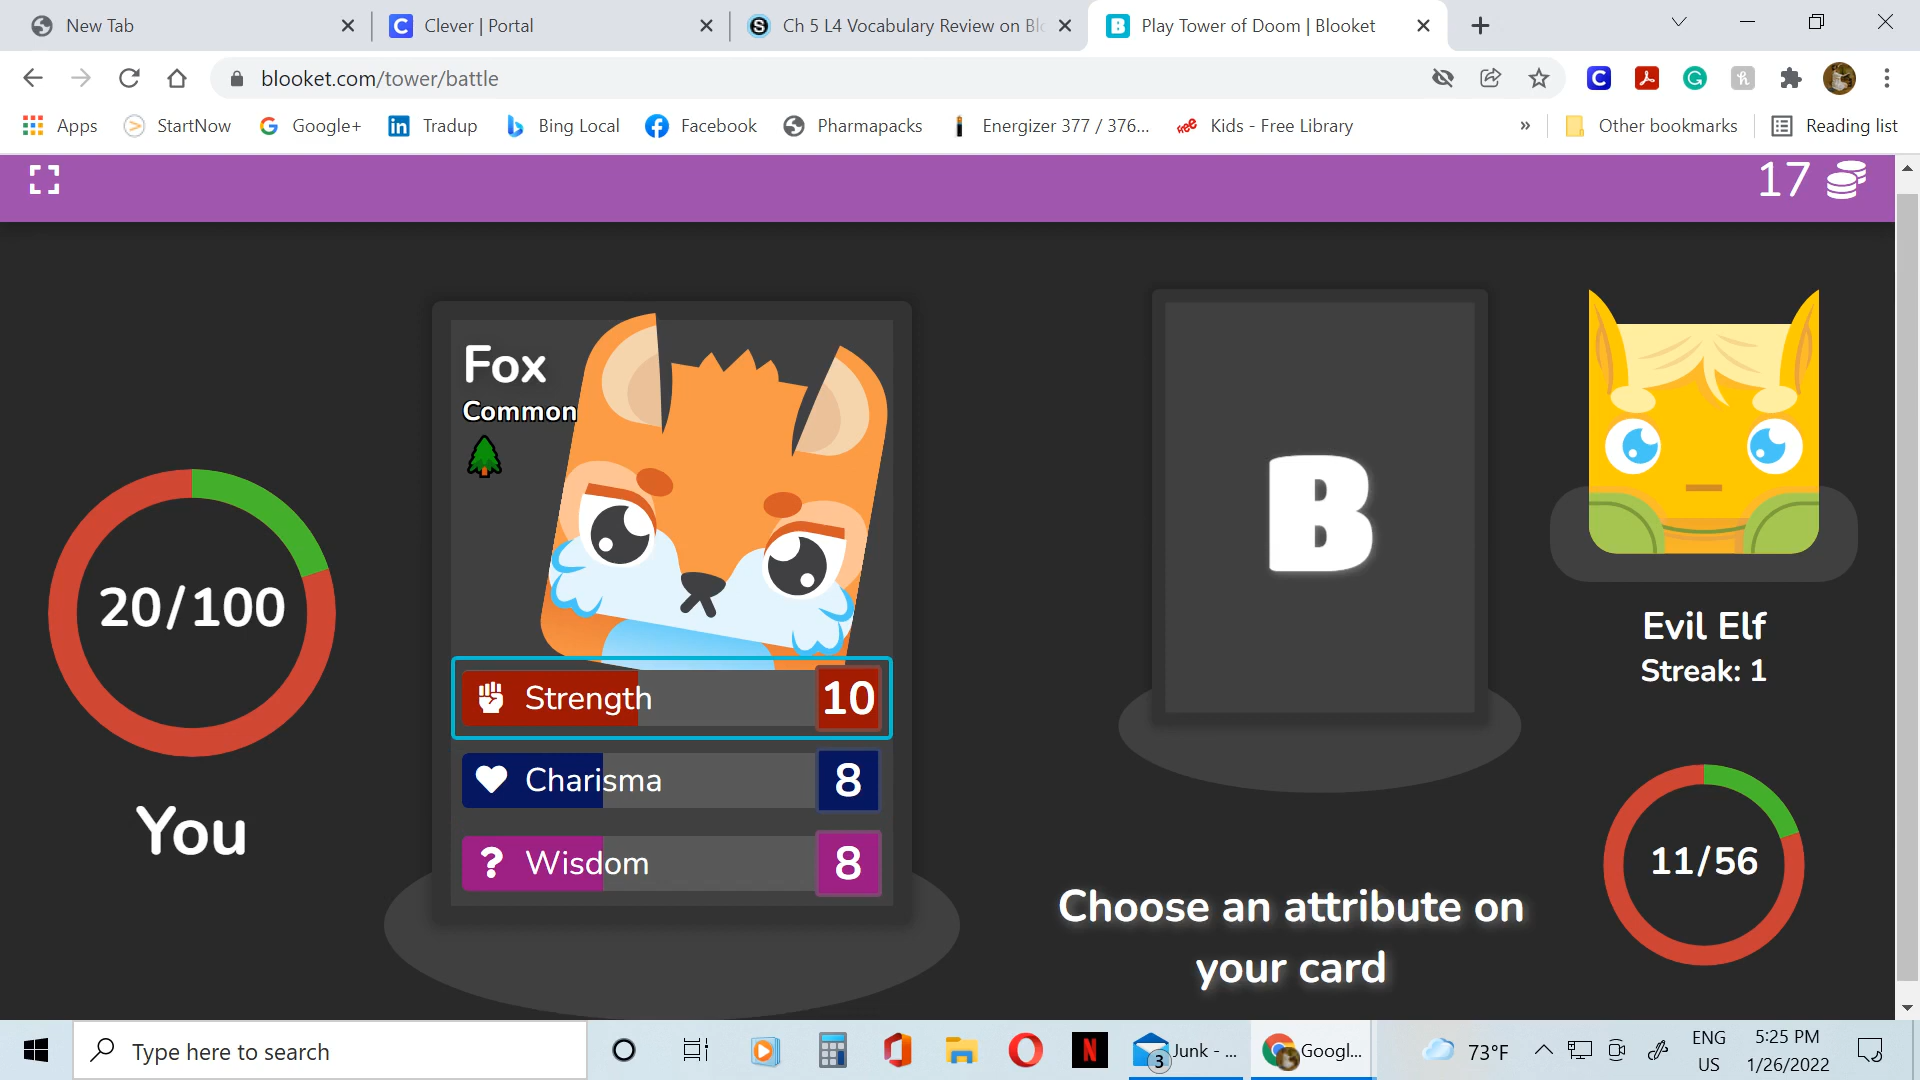 New Tab
Clever | Portal
Ch 5 L4 Vocabulary Review on Blo
Play Tower of Doom | Blooket
blooket.com/tower/battle
Apps
StartNow
Google+
Tradup
Bing Local
Facebook
Pharmapacks
Energizer 377 / 376...
Kids - Free Library
»
Other bookmarks
Reading list
17
Fox
Common
20/100
You
Strength 10
Charisma 8
Wisdom 8
B
Evil Elf
Streak: 1
11/56
Choose an attribute on
your card
Type here to search
3
Junk - ...
Googl...
73°F
ENG
US
5:25 PM
1/26/2022